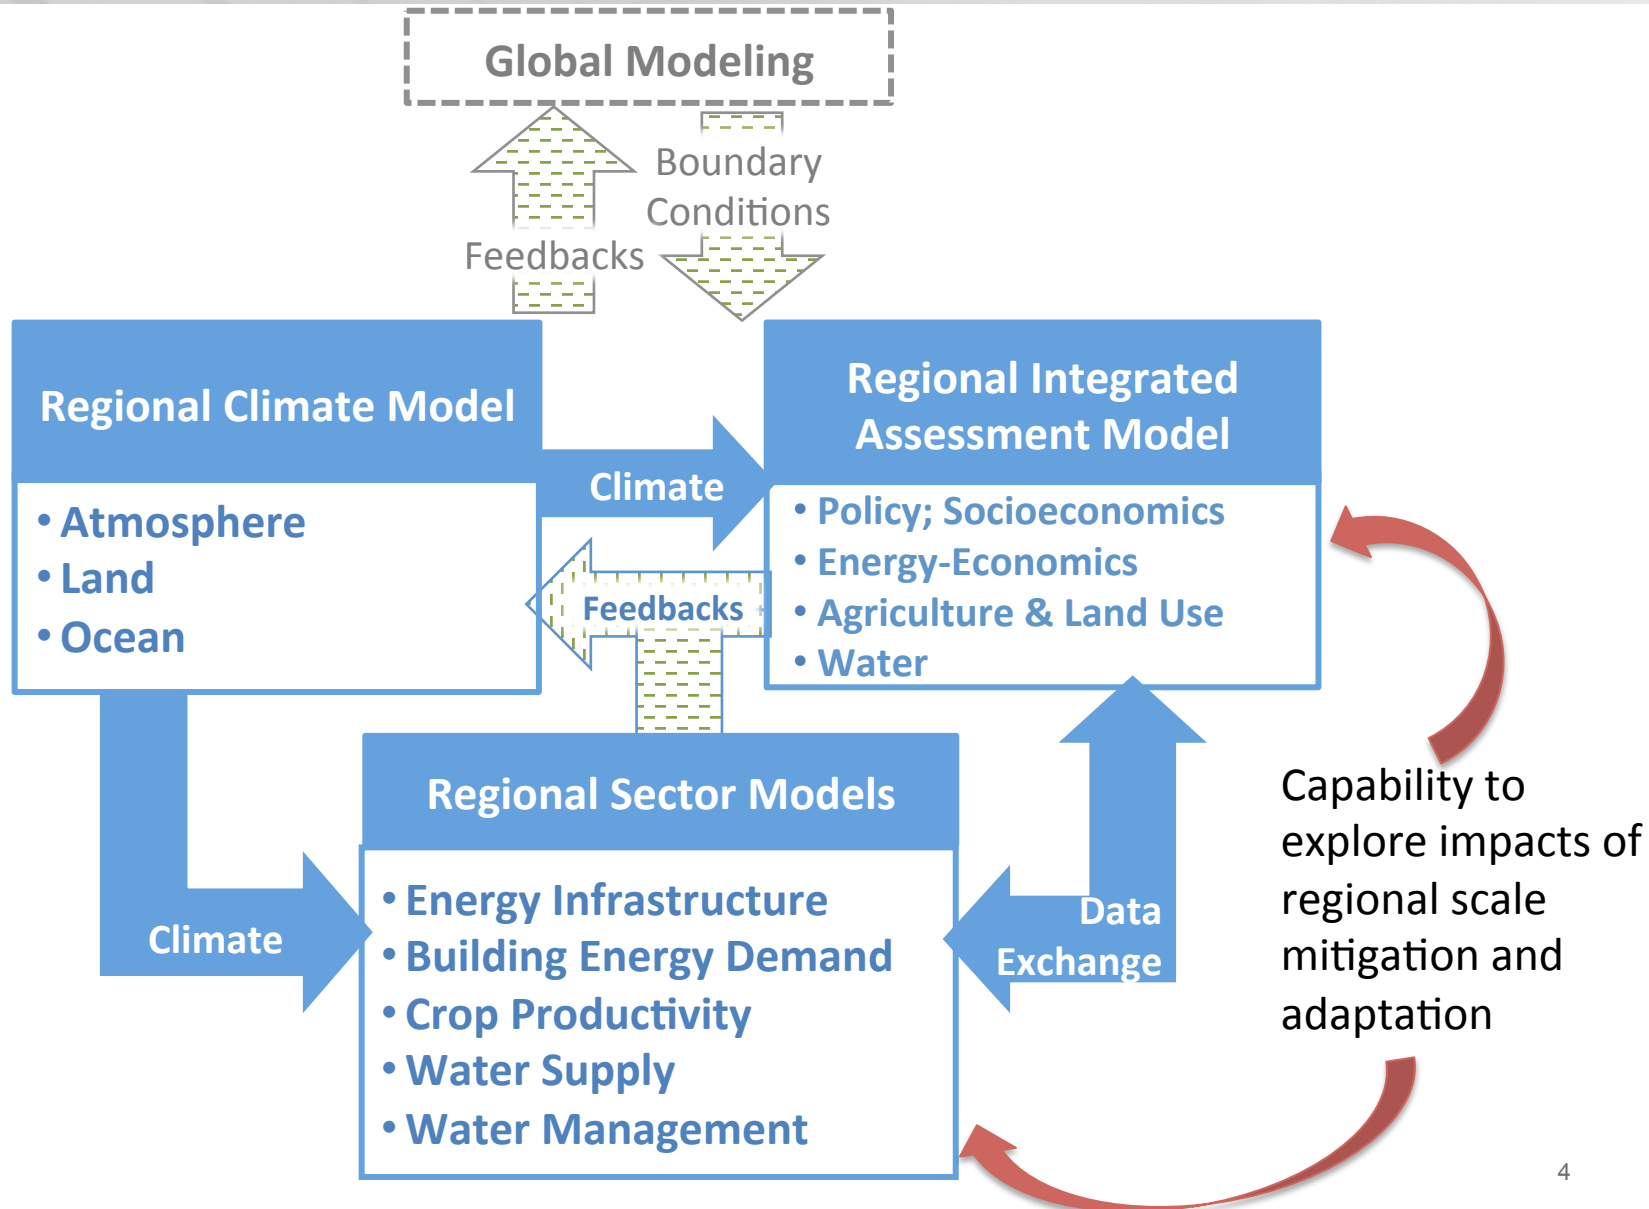 Global Modeling
Boundary
Conditions
Feedbacks
Regional Climate Model
• Atmosphere
• Land
• Ocean
Climate
Regional Integrated
Assessment Model
• Policy; Socioeconomics
• Energy-Economics
• Agriculture & Land Use
• Water
Feedbacks
Regional Sector Models
• Energy Infrastructure
• Building Energy Demand
• Crop Productivity
• Water Supply
• Water Management
Climate
Data
Exchange
Capability to
explore impacts of
regional scale
mitigation and
adaptation
4